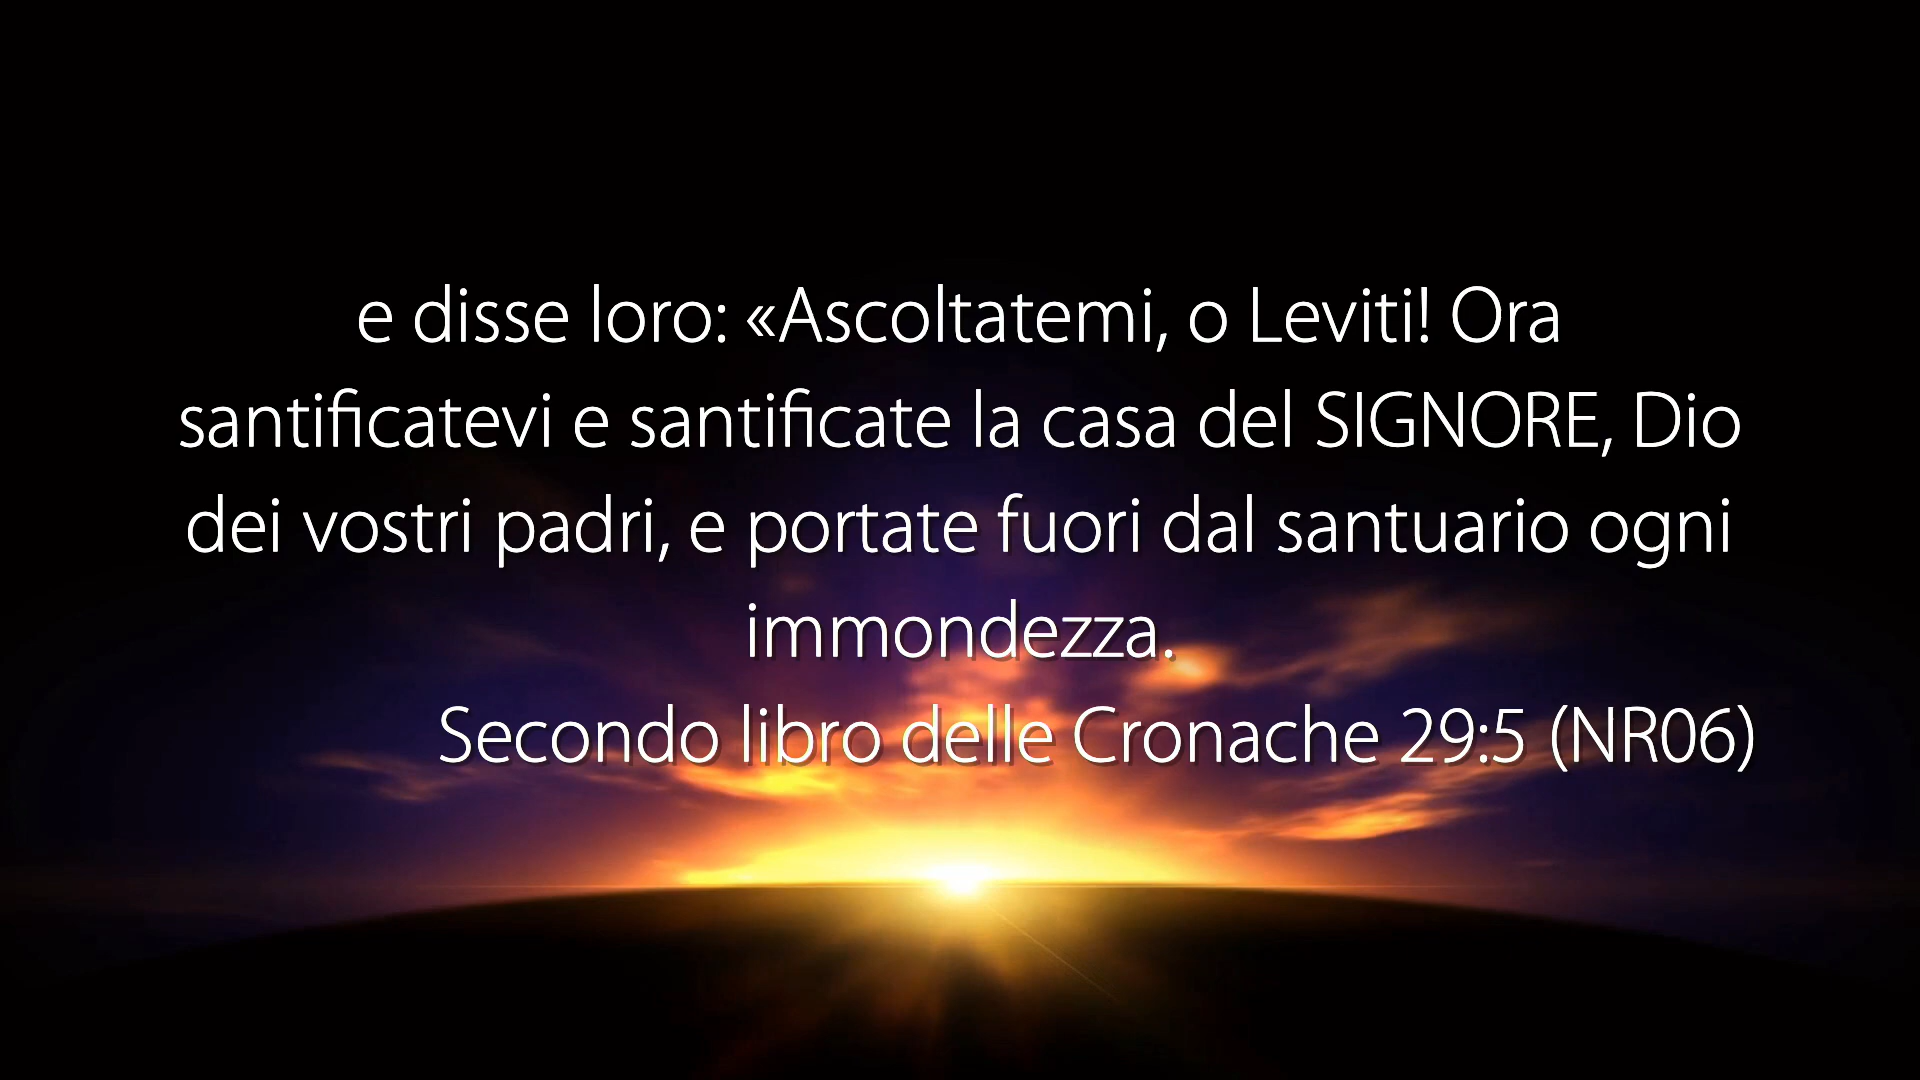 e disse loro: «Ascoltatemi, o Leviti! Ora
santificatevi e santificate la casa del SIGNORE, Dio
dei vostri padri, e portate fuori dal santuario ogni
immondezza.
Secondo libro delle Cronache 29:5 (NR06)